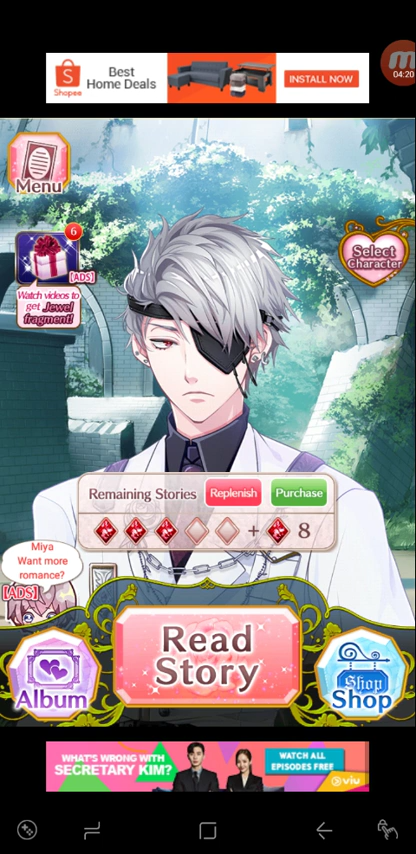 Best
Home Deals
Shopee
INSTALL NOW
04:20
Menu
6
[ADS]
Watch videos to
get Jewel
fragment!
Select
Character
Remaining Stories
Replenish
Purchase
+ 8
Miya
Want more
romance?
[ADS]
Read
Story
Album
Shop
Shop
WHAT'S WRONG WITH
SECRETARY KIM?
WATCH ALL
EPISODES FREE
viu